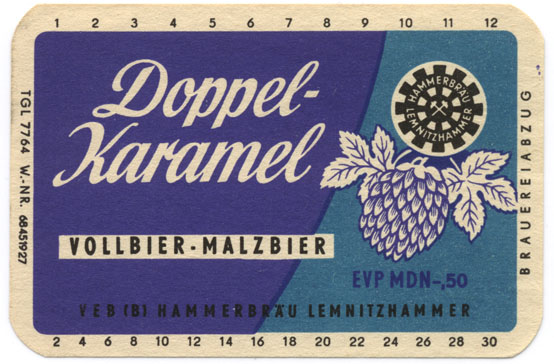 1 2 3 4 5 6 7 8 9 10 11 12
TGL 7764 W.-NR. 68451927
Doppel-
Karamel
HAMMERBRÄU
LEMNITZHAMMER
BRAUEREIABZUG
VOLLBIER-MALZBIER
EVP MDN-,50
VEB (B) HAMMERBRÄU LEMNITZHAMMER
2 4 6 8 10 12 14 16 18 20 22 24 26 28 30